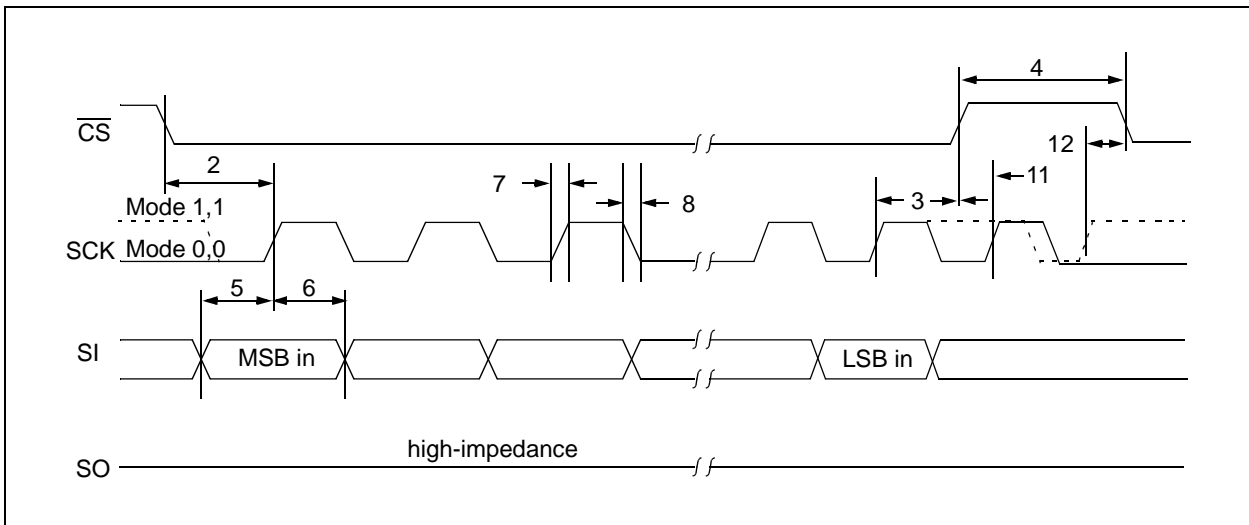 4
CS
12
2
7
8
3
11
Mode 1,1
SCK
Mode 0,0
5
6
SI
MSB in
LSB in
high-impedance
SO